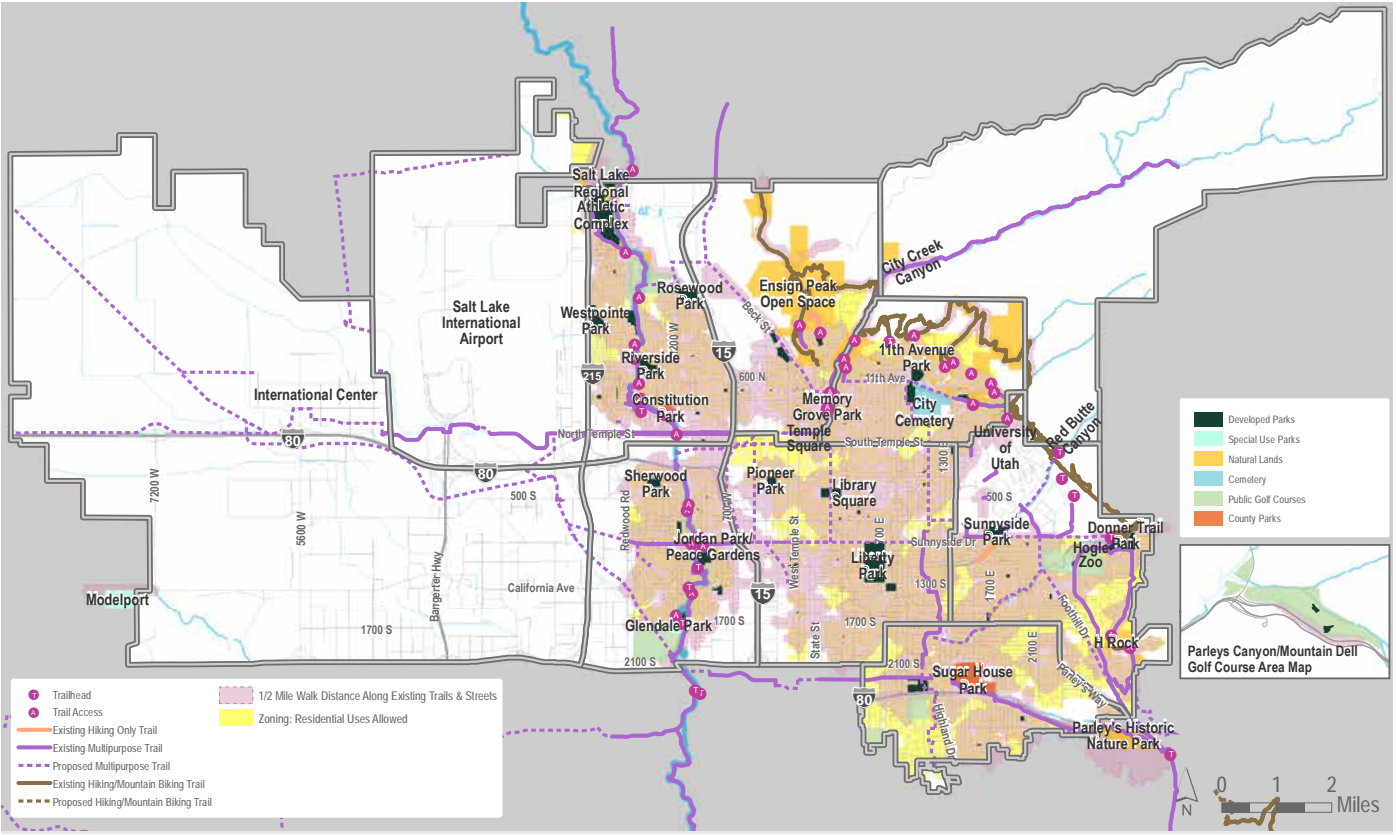 Salt Lake
Regional
Athletic
Complex
City Creek
Canyon
Ensign Peak
Open Space
Rosewood
Park
Salt Lake
International
Airport
Westpointe
Park
Beck St
15
11th Avenue
Park
Riverside
Park
215
600 N
11th Ave
International Center
Constitution
Park
Memory
Grove Park
City
Cemetery
Temple
Square
North Temple St
South Temple St
University
of
Utah
Red Butte
Canyon
80
80
1300 E
7200 W
5600 W
500 S
Sherwood
Park
Pioneer
Park
Library
Square
500 S
Redwood Rd
Sunnyside
Park
Donner Trail
Park
Jordan Park/
Peace Gardens
West Temple St
Liberty
Park
Sunnyside Dr
Hogle
Zoo
Bangerter Hwy
California Ave
15
1300 S
1700 E
Foothill Dr
Modelport
1700 S
Glendale Park
1700 S
1700 S
State St
2100 E
H Rock
2100 S
2100 S
Sugar House
Park
Parley's Way
80
Highland Dr
Parley's Historic
Nature Park
Developed Parks
Special Use Parks
Natural Lands
Cemetery
Public Golf Courses
County Parks
Parleys Canyon/Mountain Dell
Golf Course Area Map
T Trailhead
A Trail Access
Existing Hiking Only Trail
Existing Multipurpose Trail
Proposed Multipurpose Trail
Existing Hiking/Mountain Biking Trail
Proposed Hiking/Mountain Biking Trail
1/2 Mile Walk Distance Along Existing Trails & Streets
Zoning: Residential Uses Allowed
N
0 1 2
Miles